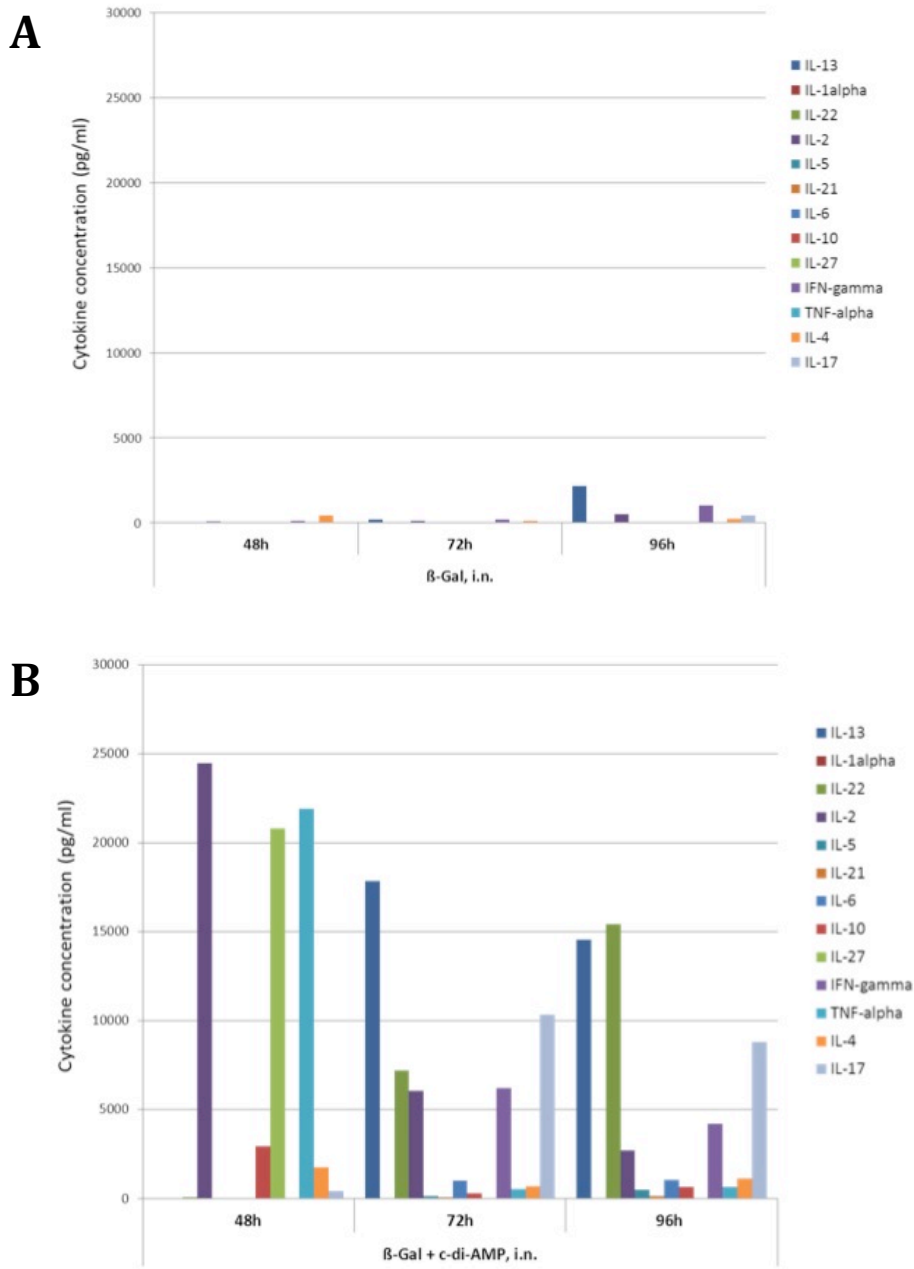 A
30000
25000
20000
15000
10000
5000
0
Cytokine concentration (pg/ml)
48h
72h
96h
ß-Gal, i.n.
IL-13
IL-1alpha
IL-22
IL-2
IL-5
IL-21
IL-6
IL-10
IL-27
IFN-gamma
TNF-alpha
IL-4
IL-17
B
30000
25000
20000
15000
10000
5000
0
Cytokine concentration (pg/ml)
48h
72h
96h
ß-Gal + c-di-AMP, i.n.
IL-13
IL-1alpha
IL-22
IL-2
IL-5
IL-21
IL-6
IL-10
IL-27
IFN-gamma
TNF-alpha
IL-4
IL-17